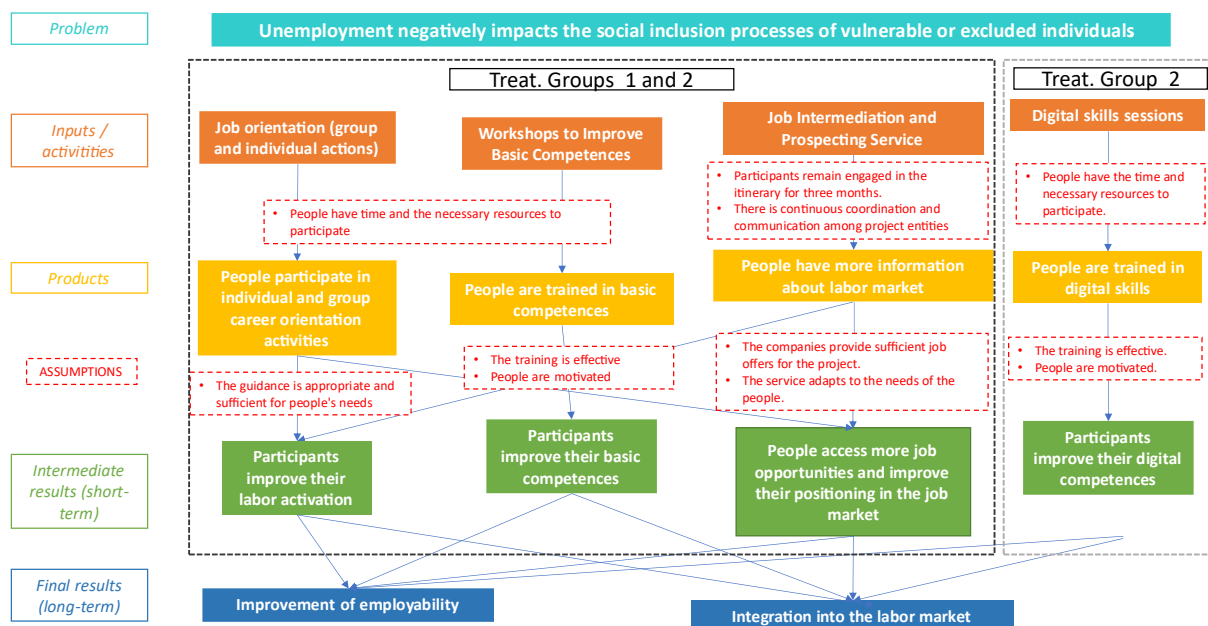 Problem
Unemployment negatively impacts the social inclusion processes of vulnerable or excluded individuals
Treat. Groups 1 and 2
Treat. Group 2
Inputs /
activitities
Job orientation (group
and individual actions)
Workshops to Improve
Basic Competences
Job Intermediation and
Prospecting Service
Digital skills sessions
• People have time and the necessary resources to
participate
• Participants remain engaged in the
itinerary for three months.
• There is continuous coordination and
communication among project entities
• People have the time and
necessary resources to
participate.
Products
People participate in
individual and group
career orientation
activities
People are trained in basic
competences
People have more information
about labor market
People are trained in
digital skills
ASSUMPTIONS
• The guidance is appropriate and
sufficient for people's needs
• The training is effective
• People are motivated
• The companies provide sufficient job
offers for the project.
• The service adapts to the needs of the
people.
• The training is effective.
• People are motivated.
Intermediate
results (short-
term)
Participants
improve their
labor activation
Participants
improve their basic
competences
People access more job
opportunities and improve
their positioning in the job
market
Participants
improve their digital
competences
Final results
(long-term)
Improvement of employability
Integration into the labor market